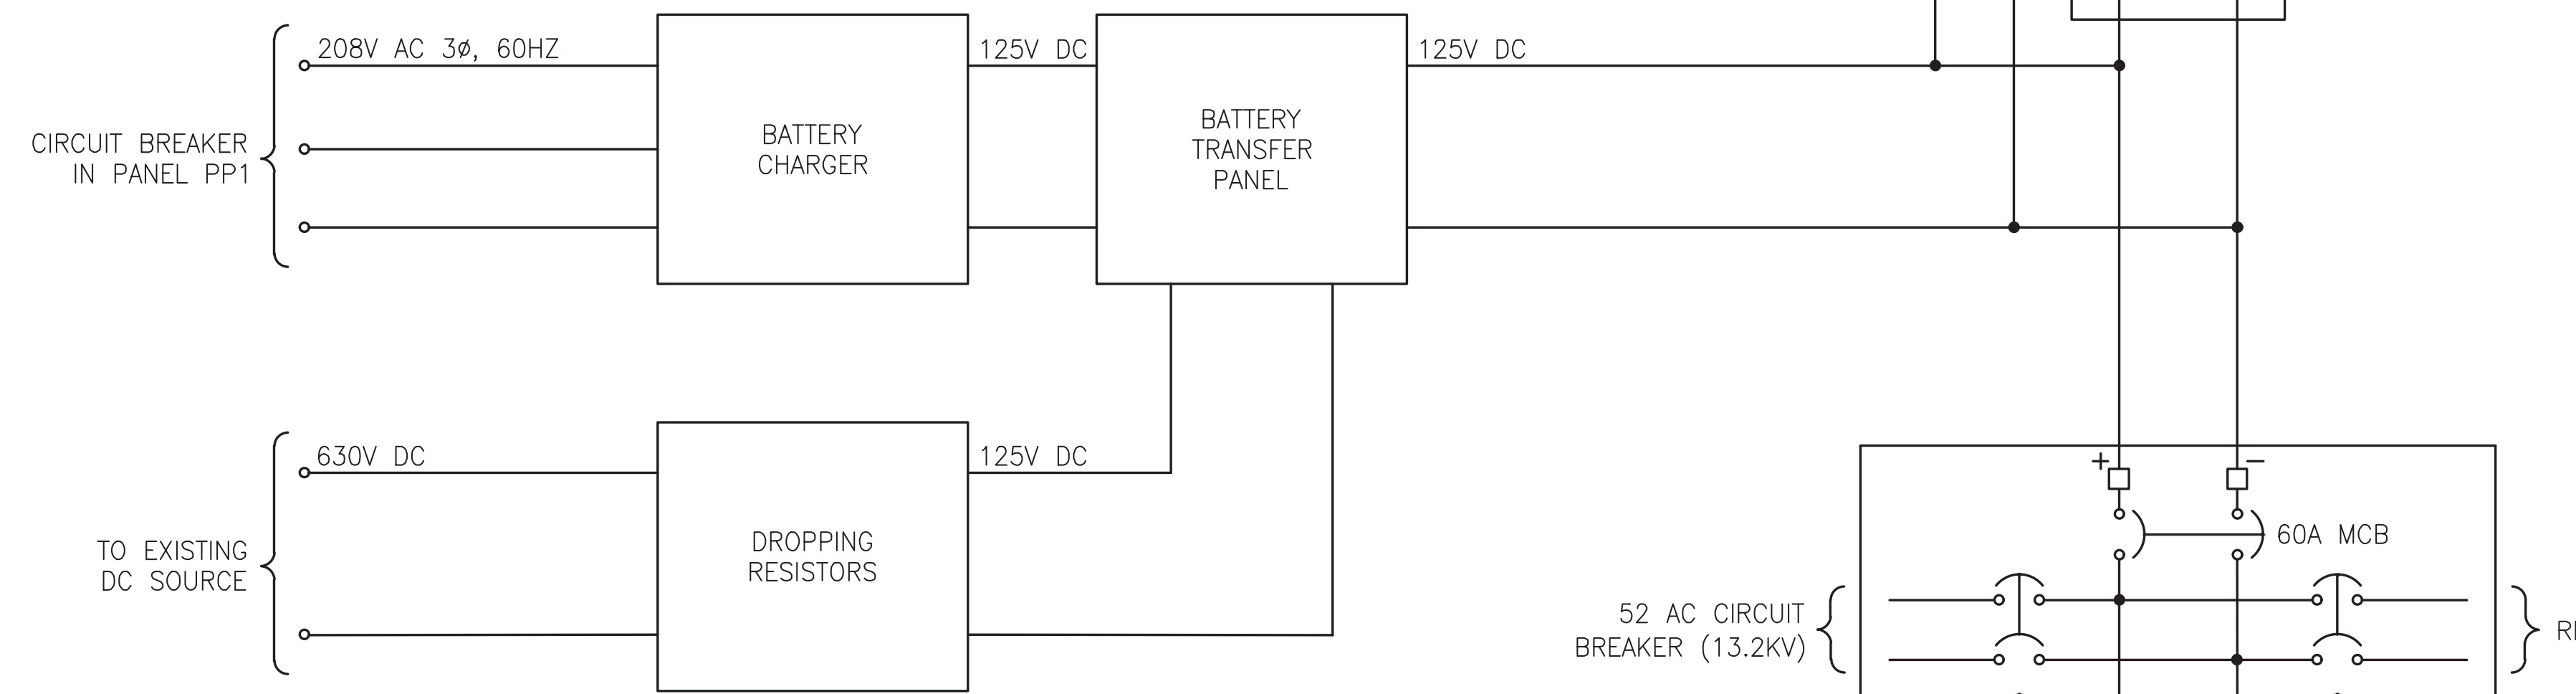 208V AC 3ø, 60HZ
125V DC
125V DC
CIRCUIT BREAKER
IN PANEL PP1
BATTERY
CHARGER
BATTERY
TRANSFER
PANEL
630V DC
125V DC
TO EXISTING
DC SOURCE
DROPPING
RESISTORS
+
−
60A MCB
52 AC CIRCUIT
BREAKER (13.2KV)